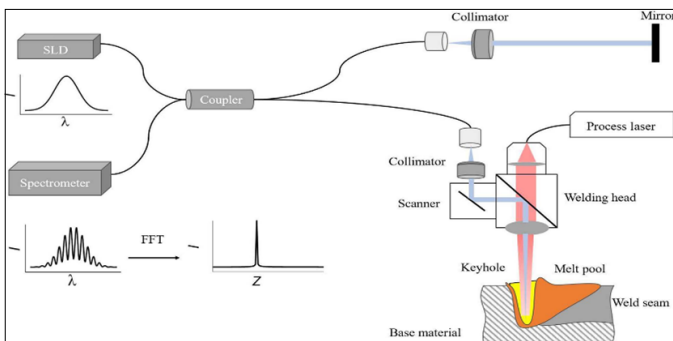 Collimator
Mirror
SLD
Coupler
λ
Process laser
Collimator
Spectrometer
Scanner
Welding head
FFT
λ
Z
Keyhole
Melt pool
Weld seam
Base material